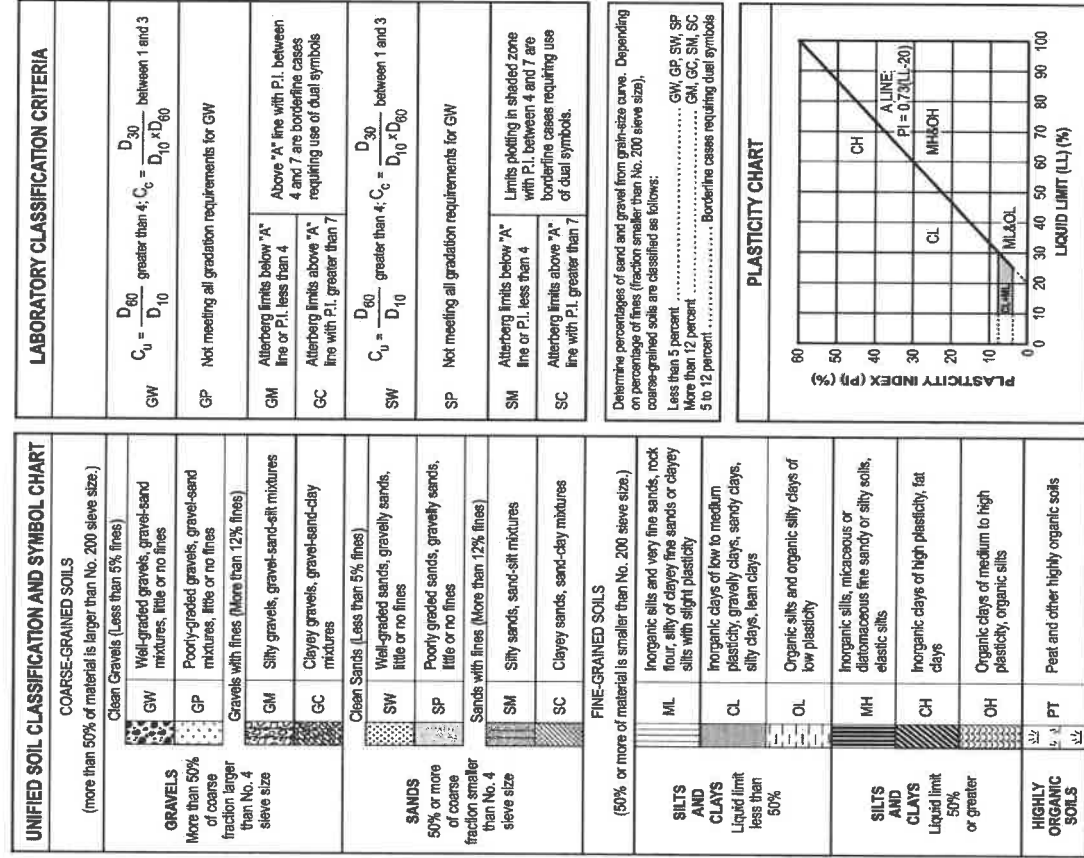 UNIFIED SOIL CLASSIFICATION AND SYMBOL CHART
COARSE-GRAINED SOILS
(more than 50% of material is larger than No. 200 sieve size.)
Clean Gravels (Less than 5% fines)
GRAVELS
More than 50%
of coarse
fraction larger
than No. 4
sieve size
GW
Well-graded gravels, gravel-sand
mixtures, little or no fines
GP
Poorly-graded gravels, gravel-sand
mixtures, little or no fines
Gravels with fines (More than 12% fines)
GM
Silty gravels, gravel-sand-silt mixtures
GC
Clayey gravels, gravel-sand-clay
mixtures
Clean Sands (Less than 5% fines)
SANDS
50% or more
of coarse
fraction smaller
than No. 4
sieve size
SW
Well-graded sands, gravelly sands,
little or no fines
SP
Poorly graded sands, gravelly sands,
little or no fines
Sands with fines (More than 12% fines)
SM
Silty sands, sand-silt mixtures
SC
Clayey sands, sand-clay mixtures
FINE-GRAINED SOILS
(50% or more of material is smaller than No. 200 sieve size.)
SILTS
AND
CLAYS
Liquid limit
less than
50%
ML
Inorganic silts and very fine sands, rock
flour, silty of clayey fine sands or clayey
silts with slight plasticity
CL
Inorganic clays of low to medium
plasticity, gravelly clays, sandy clays,
silty clays, lean clays
OL
Organic silts and organic silty clays of
low plasticity
SILTS
AND
CLAYS
Liquid limit
50%
or greater
MH
Inorganic silts, micaceous or
diatomaceous fine sandy or silty soils,
elastic silts
CH
Inorganic clays of high plasticity, fat
clays
OH
Organic clays of medium to high
plasticity, organic silts
HIGHLY
ORGANIC
SOILS
PT
Peat and other highly organic soils
LABORATORY CLASSIFICATION CRITERIA
GW
Cu = D60 / D10 greater than 4; Cc = D30 / D10 x D60 between 1 and 3
GP
Not meeting all gradation requirements for GW
GM
Atterberg limits below "A"
line or P.I. less than 4
GC
Atterberg limits above "A"
line with P.I. greater than 7
Above "A" line with P.I. between
4 and 7 are borderline cases
requiring use of dual symbols
SW
Cu = D60 / D10 greater than 4; Cc = D30 / D10 x D60 between 1 and 3
SP
Not meeting all gradation requirements for GW
SM
Atterberg limits below "A"
line or P.I. less than 4
SC
Atterberg limits above "A"
line with P.I. greater than 7
Limits plotting in shaded zone
with P.I. between 4 and 7 are
borderline cases requiring use
of dual symbols.
Determine percentages of sand and gravel from grain-size curve. Depending
on percentage of fines (fraction smaller than No. 200 sieve size),
coarse-grained soils are classified as follows:
Less than 5 percent .......... GW, GP, SW, SP
More than 12 percent .......... GM, GC, SM, SC
5 to 12 percent .......... Borderline cases requiring dual symbols
PLASTICITY CHART
PLASTICITY INDEX (PI) (%)
60
50
40
30
20
10
0
CH
A LINE:
PI = 0.73(LL-20)
CL
MH&OH
CL-ML
ML&OL
0 10 20 30 40 50 60 70 80 90 100
LIQUID LIMIT (LL) (%)